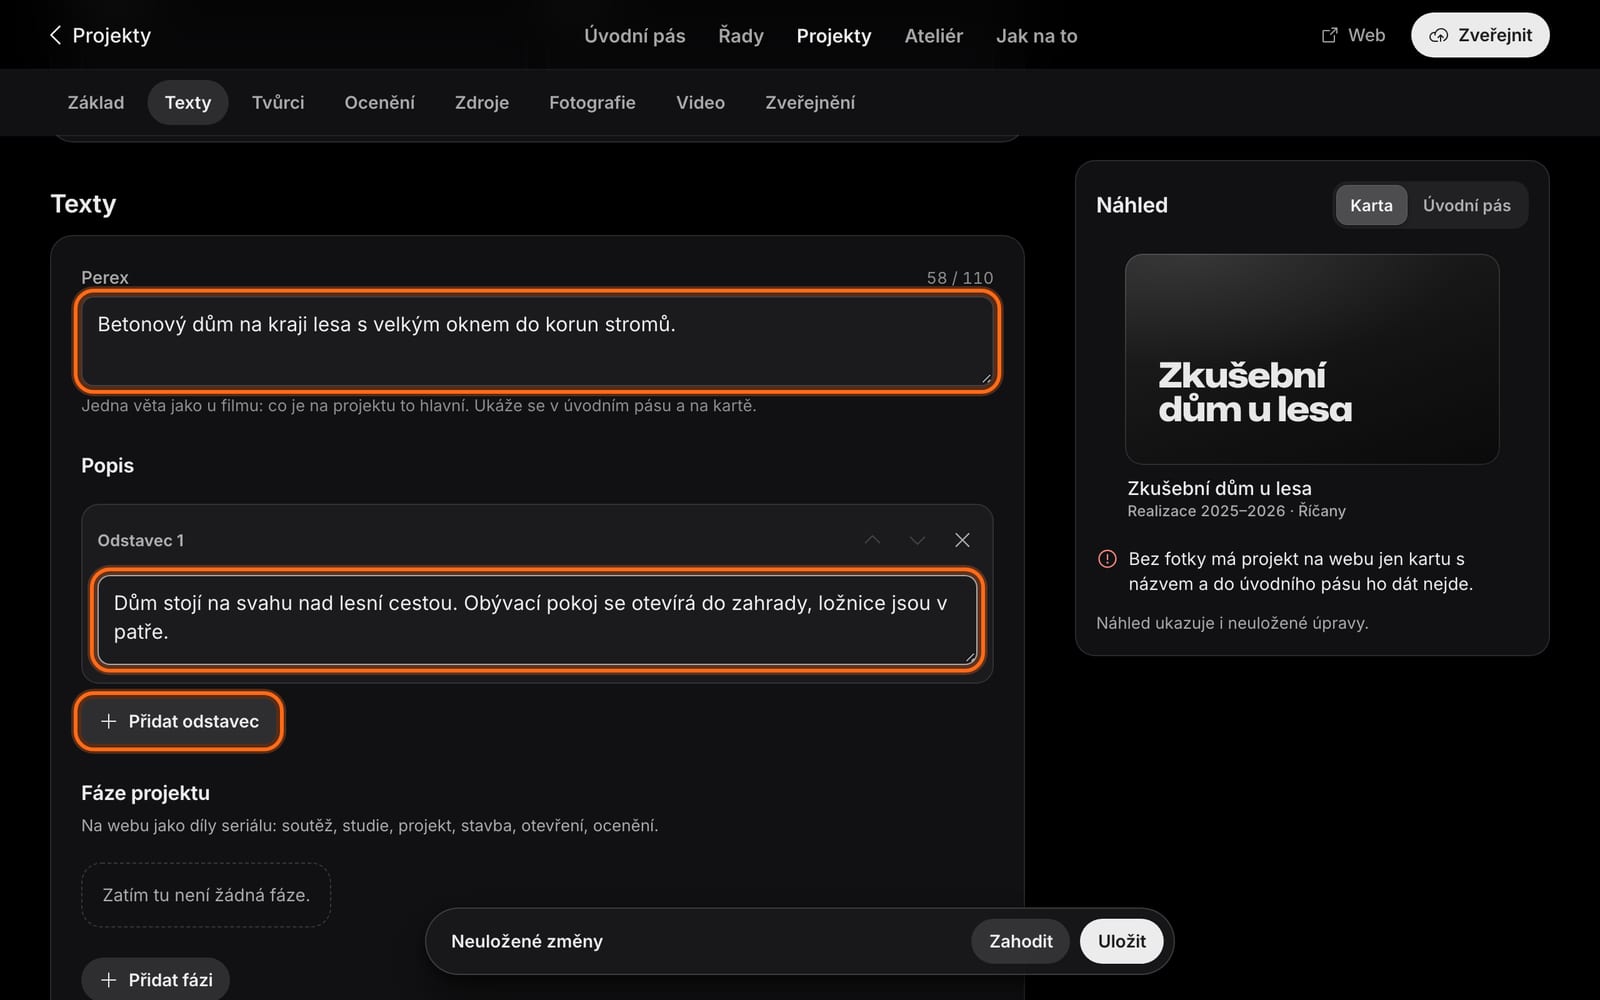 Projekty
Úvodní pás
Řady
Projekty
Ateliér
Jak na to
Web
Zveřejnit
Základ
Texty
Tvůrci
Ocenění
Zdroje
Fotografie
Video
Zveřejnění
Texty
Perex
58 / 110
Betonový dům na kraji lesa s velkým oknem do korun stromů.
Jedna věta jako u filmu: co je na projektu to hlavní. Ukáže se v úvodním pásu a na kartě.
Popis
Odstavec 1
Dům stojí na svahu nad lesní cestou. Obývací pokoj se otevírá do zahrady, ložnice jsou v
patře.
Přidat odstavec
Fáze projektu
Na webu jako díly seriálu: soutěž, studie, projekt, stavba, otevření, ocenění.
Zatím tu není žádná fáze.
Přidat fázi
Náhled
Karta
Úvodní pás
Zkušební
dům u lesa
Zkušební dům u lesa
Realizace 2025–2026 · Říčany
Bez fotky má projekt na webu jen kartu s
názvem a do úvodního pásu ho dát nejde.
Náhled ukazuje i neuložené úpravy.
Neuložené změny
Zahodit
Uložit